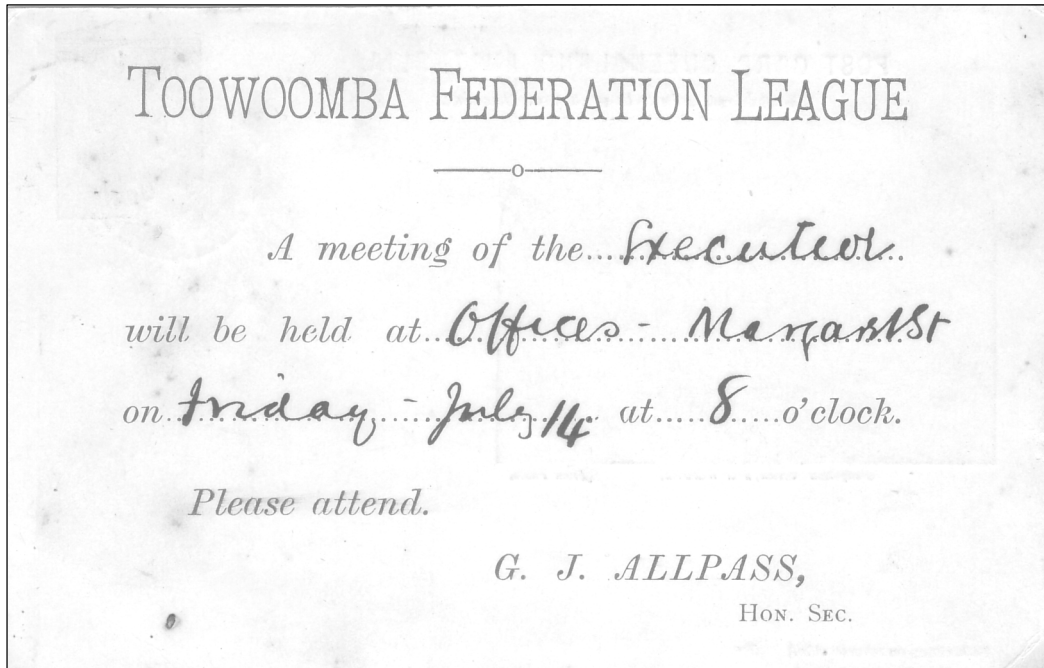 TOOWOOMBA FEDERATION LEAGUE
A meeting of the Executive
will be held at Offices - Margaret St
on Friday - July 14 at 8 o'clock.
Please attend.
G. J. ALLPASS,
HON. SEC.